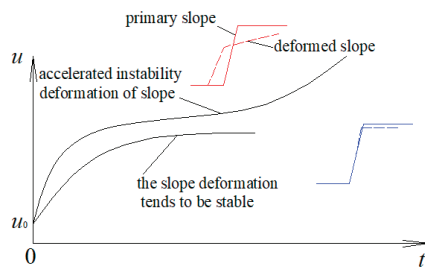 primary slope
deformed slope
u
accelerated instability
deformation of slope
the slope deformation
tends to be stable
u₀
0
t